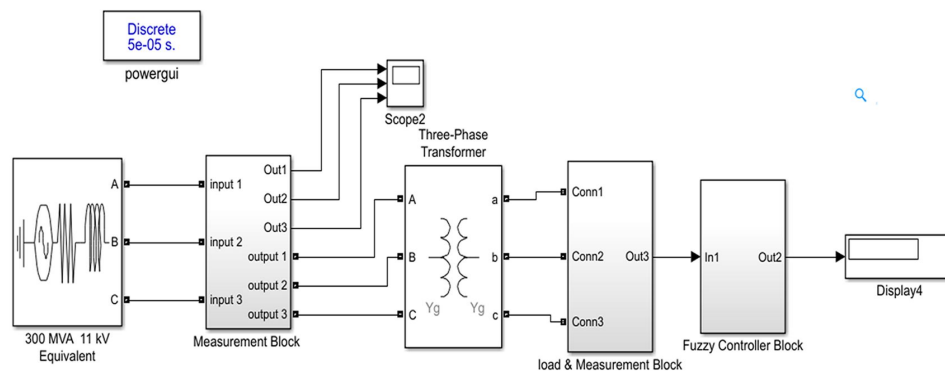 Discrete
5e-05 s.
powergui
Scope2
Three-Phase
Transformer
A
B
C
300 MVA 11 kV
Equivalent
input 1
input 2
input 3
Out1
Out2
Out3
output 1
output 2
output 3
Measurement Block
A
B
C
a
b
c
Yg
Yg
Conn1
Conn2
Conn3
Out3
load & Measurement Block
In1
Out2
Fuzzy Controller Block
Display4